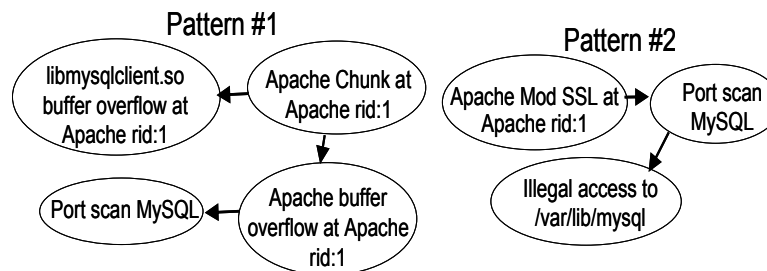 Pattern #1
libmysqlclient.so
buffer overflow at
Apache rid:1
Apache Chunk at
Apache rid:1
Port scan MySQL
Apache buffer
overflow at Apache
rid:1
Pattern #2
Apache Mod SSL at
Apache rid:1
Port scan
MySQL
Illegal access to
/var/lib/mysql